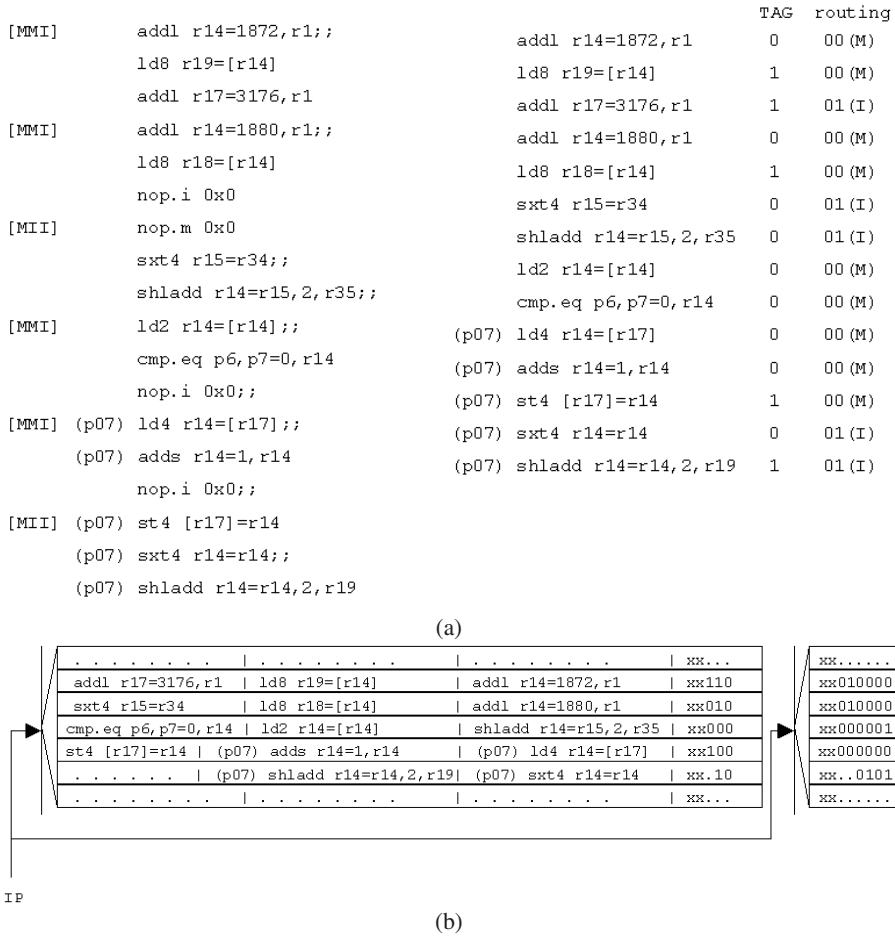 TAG routing
[MMI] addl r14=1872,r1;;
ld8 r19=[r14]
addl r17=3176,r1
[MMI] addl r14=1880,r1;;
ld8 r18=[r14]
nop.i 0x0
[MII] nop.m 0x0
sxt4 r15=r34;;
shladd r14=r15,2,r35;;
[MMI] ld2 r14=[r14];;
cmp.eq p6,p7=0,r14
nop.i 0x0;;
[MMI] (p07) ld4 r14=[r17];;
(p07) adds r14=1,r14
nop.i 0x0;;
[MII] (p07) st4 [r17]=r14
(p07) sxt4 r14=r14;;
(p07) shladd r14=r14,2,r19
addl r14=1872,r1 0 00(M)
ld8 r19=[r14] 1 00(M)
addl r17=3176,r1 1 01(I)
addl r14=1880,r1 0 00(M)
ld8 r18=[r14] 1 00(M)
sxt4 r15=r34 0 01(I)
shladd r14=r15,2,r35 0 01(I)
ld2 r14=[r14] 0 00(M)
cmp.eq p6,p7=0,r14 0 00(M)
(p07) ld4 r14=[r17] 0 00(M)
(p07) adds r14=1,r14 0 00(M)
(p07) st4 [r17]=r14 1 00(M)
(p07) sxt4 r14=r14 0 01(I)
(p07) shladd r14=r14,2,r19 1 01(I)
(a)
. . . . . . . . | . . . . . . . . | . . . . . . . . | xx... xx......
addl r17=3176,r1 | ld8 r19=[r14] | addl r14=1872,r1 | xx110 xx010000
sxt4 r15=r34 | ld8 r18=[r14] | addl r14=1880,r1 | xx010 xx010000
cmp.eq p6,p7=0,r14 | ld2 r14=[r14] | shladd r14=r15,2,r35 | xx000 xx000001
st4 [r17]=r14 | (p07) adds r14=1,r14 | (p07) ld4 r14=[r17] | xx100 xx000000
. . . . . . | (p07) shladd r14=r14,2,r19| (p07) sxt4 r14=r14 | xx.10 xx..0101
. . . . . . . . | . . . . . . . . | . . . . . . . . | xx... xx......
IP
(b)